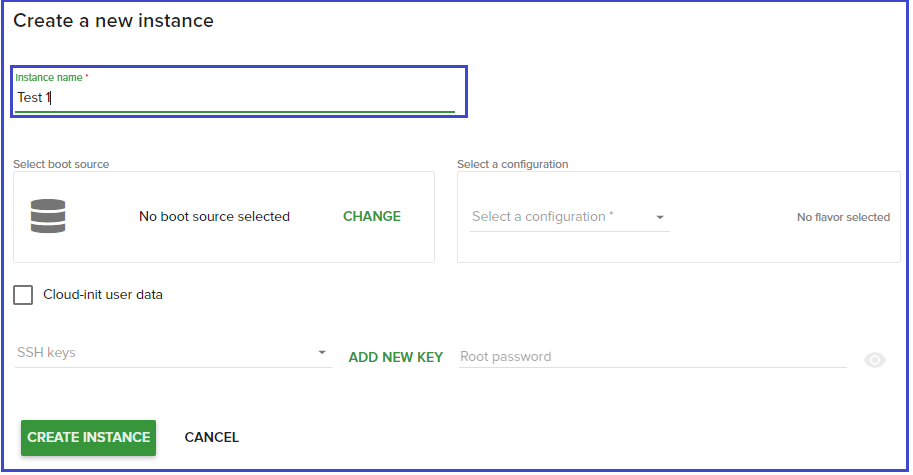 Create a new instance
Instance name *
Test 1
Select boot source
Select a configuration
No boot source selected
CHANGE
Select a configuration *
No flavor selected
Cloud-init user data
SSH keys
ADD NEW KEY
Root password
CREATE INSTANCE
CANCEL